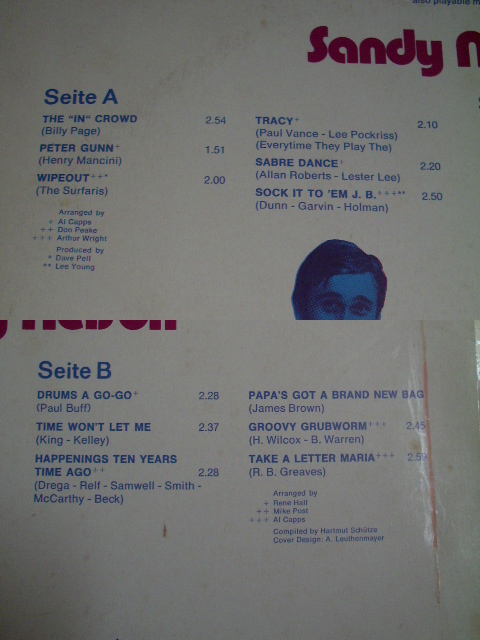 also playable m
Sandy N
Seite A
THE "IN" CROWD 2.54
(Billy Page)
PETER GUNN+ 1.51
(Henry Mancini)
WIPEOUT++* 2.00
(The Surfaris)
Arranged by
+ Al Capps
++ Don Peake
+++ Arthur Wright
Produced by
* Dave Pell
** Lee Young
TRACY+ 2.10
(Paul Vance - Lee Pockriss)
(Everytime They Play The)
SABRE DANCE+ 2.20
(Allan Roberts - Lester Lee)
SOCK IT TO 'EM J. B.+++** 2.50
(Dunn - Garvin - Holman)
Seite B
DRUMS A GO-GO+ 2.28
(Paul Buff)
TIME WON'T LET ME 2.37
(King - Kelley)
HAPPENINGS TEN YEARS
TIME AGO++ 2.28
(Drega - Relf - Samwell - Smith -
McCarthy - Beck)
PAPA'S GOT A BRAND NEW BAG
(James Brown)
GROOVY GRUBWORM+++ 2.45
(H. Wilcox - B. Warren)
TAKE A LETTER MARIA+++ 2.59
(R. B. Greaves)
Arranged by
+ Rene Hall
++ Mike Post
+++ Al Capps
Compiled by Hartmut Schütze
Cover Design: A. Leuthenmayer